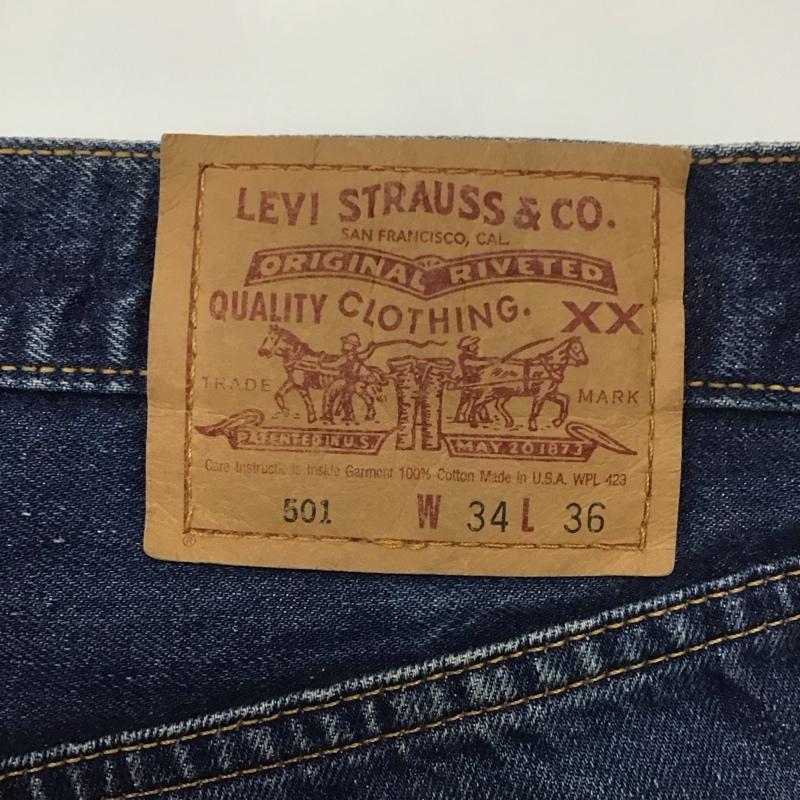 LEVI STRAUSS & CO.
SAN FRANCISCO, CAL.
ORIGINAL RIVETED
QUALITY CLOTHING. XX
TRADE MARK
PATENTED IN U.S. MAY 20 1873
Care Instructions Inside Garment 100% Cotton Made in U.S.A. WPL 423
501 W 34 L 36
®